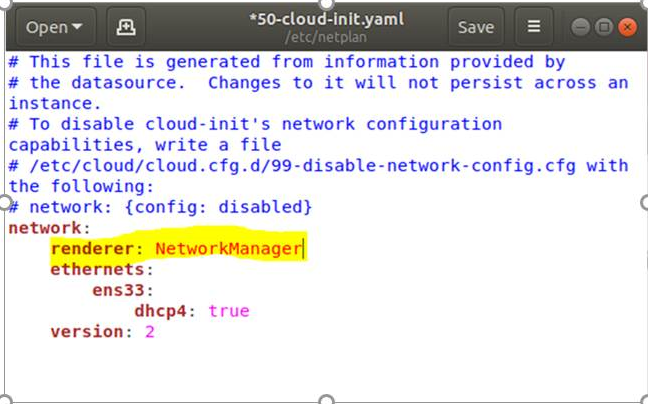 Open
*50-cloud-init.yaml
/etc/netplan
Save
# This file is generated from information provided by
# the datasource.  Changes to it will not persist across an
instance.
# To disable cloud-init's network configuration
capabilities, write a file
# /etc/cloud/cloud.cfg.d/99-disable-network-config.cfg with
the following:
# network: {config: disabled}
network:
    renderer: NetworkManager
    ethernets:
        ens33:
            dhcp4: true
    version: 2